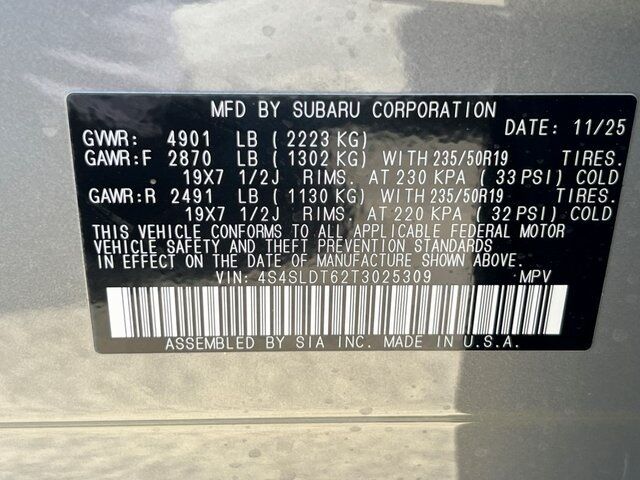 MFD BY SUBARU CORPORATION
DATE: 11/25
GVWR: 4901 LB ( 2223 KG)
GAWR:F 2870 LB ( 1302 KG) WITH 235/50R19 TIRES.
19X7 1/2J RIMS. AT 230 KPA ( 33 PSI) COLD
GAWR:R 2491 LB ( 1130 KG) WITH 235/50R19 TIRES.
19X7 1/2J RIMS. AT 220 KPA ( 32 PSI) COLD
THIS VEHICLE CONFORMS TO ALL APPLICABLE FEDERAL MOTOR
VEHICLE SAFETY AND THEFT PREVENTION STANDARDS
IN EFFECT ON THE DATE OF MANUFACTURE SHOWN ABOVE.
VIN: 4S4SLDT62T3025309 MPV
ASSEMBLED BY SIA INC. MADE IN U.S.A.